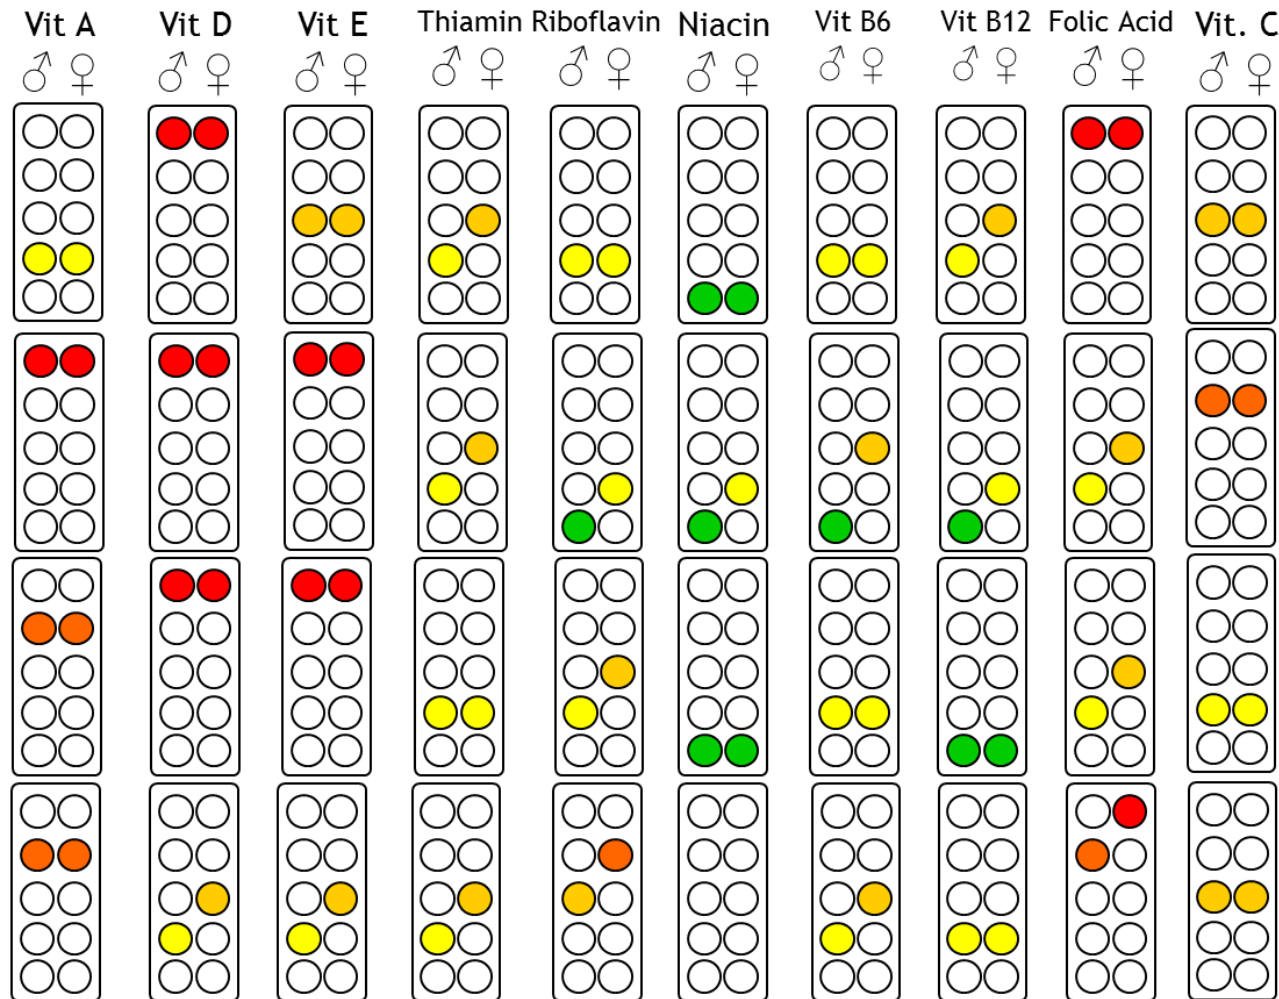 Vit A Vit D Vit E Thiamin Riboflavin Niacin Vit B6 Vit B12 Folic Acid Vit. C
♂ ♀ ♂ ♀ ♂ ♀ ♂ ♀ ♂ ♀ ♂ ♀ ♂ ♀ ♂ ♀ ♂ ♀ ♂ ♀